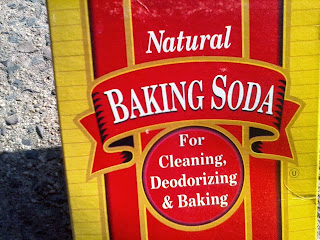 Natural
BAKING SODA
For
Cleaning,
Deodorizing
& Baking
U